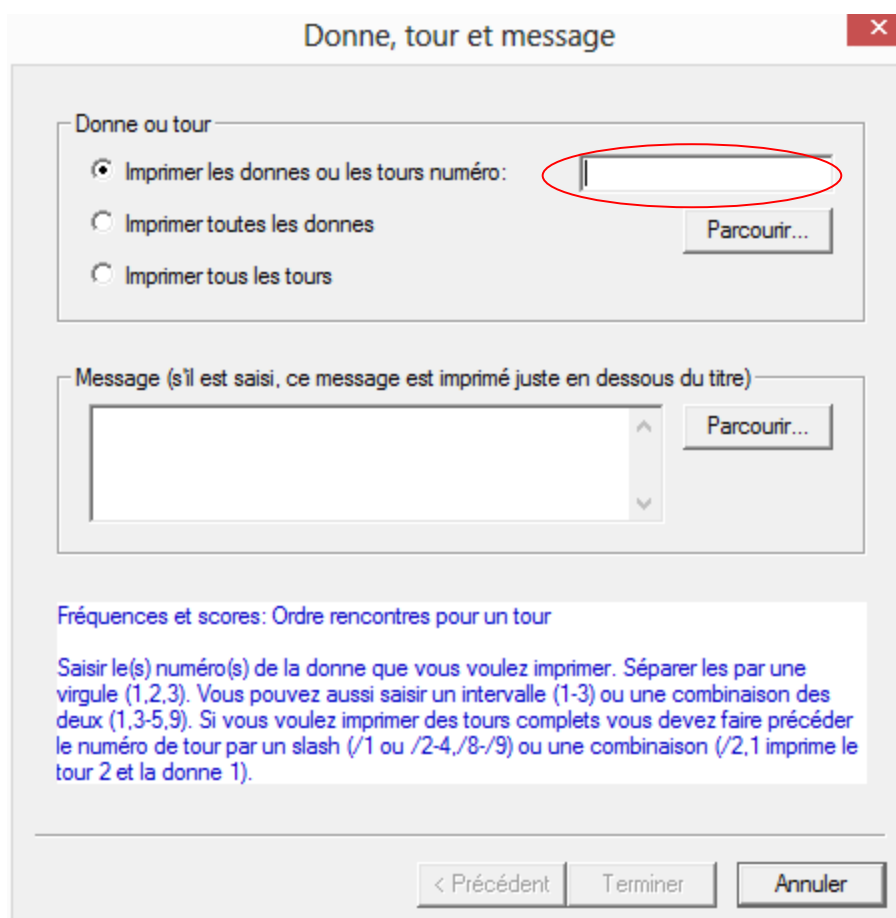 Donne, tour et message
Donne ou tour
Imprimer les donnes ou les tours numéro:
Imprimer toutes les donnes
Parcourir...
Imprimer tous les tours
Message (s'il est saisi, ce message est imprimé juste en dessous du titre)
Parcourir...
Fréquences et scores: Ordre rencontres pour un tour
Saisir le(s) numéro(s) de la donne que vous voulez imprimer. Séparer les par une
virgule (1,2,3). Vous pouvez aussi saisir un intervalle (1-3) ou une combinaison des
deux (1,3-5,9). Si vous voulez imprimer des tours complets vous devez faire précéder
le numéro de tour par un slash (/1 ou /2-4,/8-/9) ou une combinaison (/2,1 imprime le
tour 2 et la donne 1).
< Précédent
Terminer
Annuler